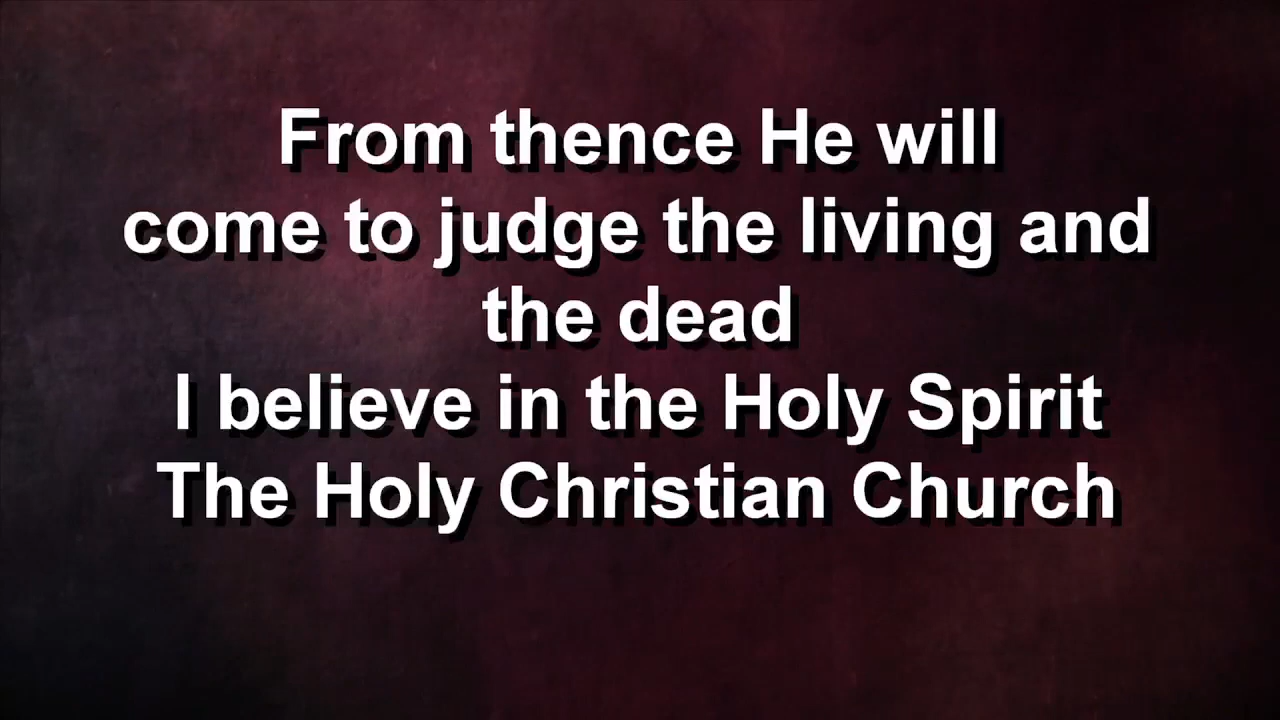 From thence He will
come to judge the living and
the dead
I believe in the Holy Spirit
The Holy Christian Church